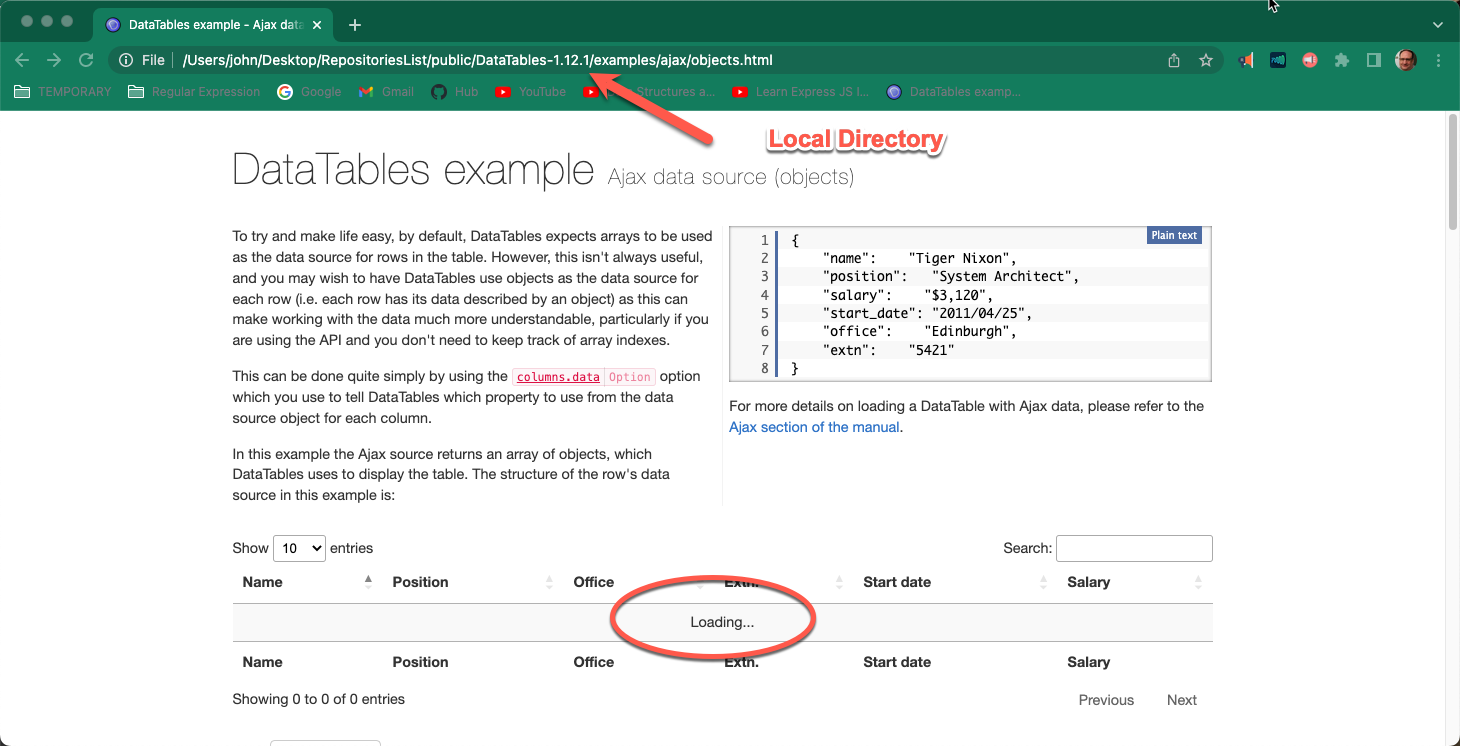 DataTables example - Ajax data
File /Users/john/Desktop/RepositoriesList/public/DataTables-1.12.1/examples/ajax/objects.html
TEMPORARY Regular Expression Google Gmail Hub YouTube Structures a... Learn Express JS I... DataTables examp...
Local Directory
DataTables example Ajax data source (objects)
To try and make life easy, by default, DataTables expects arrays to be used
as the data source for rows in the table. However, this isn't always useful,
and you may wish to have DataTables use objects as the data source for
each row (i.e. each row has its data described by an object) as this can
make working with the data much more understandable, particularly if you
are using the API and you don't need to keep track of array indexes.
This can be done quite simply by using the columns.data Option option
which you use to tell DataTables which property to use from the data
source object for each column.
In this example the Ajax source returns an array of objects, which
DataTables uses to display the table. The structure of the row's data
source in this example is:
Plain text
1 {
2 "name": "Tiger Nixon",
3 "position": "System Architect",
4 "salary": "$3,120",
5 "start_date": "2011/04/25",
6 "office": "Edinburgh",
7 "extn": "5421"
8 }
For more details on loading a DataTable with Ajax data, please refer to the
Ajax section of the manual.
Show 10 entries Search:
Name Position Office Extn. Start date Salary
Loading...
Name Position Office Extn. Start date Salary
Showing 0 to 0 of 0 entries Previous Next